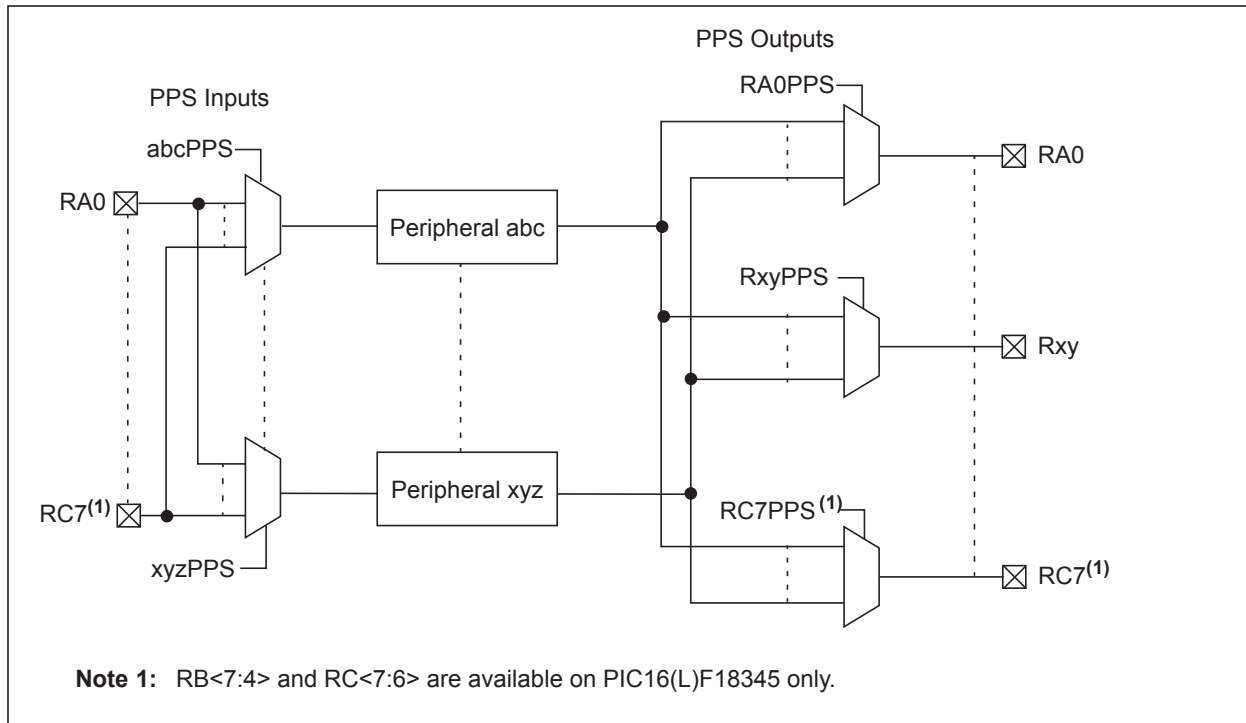 PPS Outputs
RA0PPS
PPS Inputs
abcPPS
RA0
RA0
Peripheral abc
RxyPPS
Rxy
Peripheral xyz
RC7(1)
RC7PPS(1)
xyzPPS
RC7(1)
Note 1: RB<7:4> and RC<7:6> are available on PIC16(L)F18345 only.